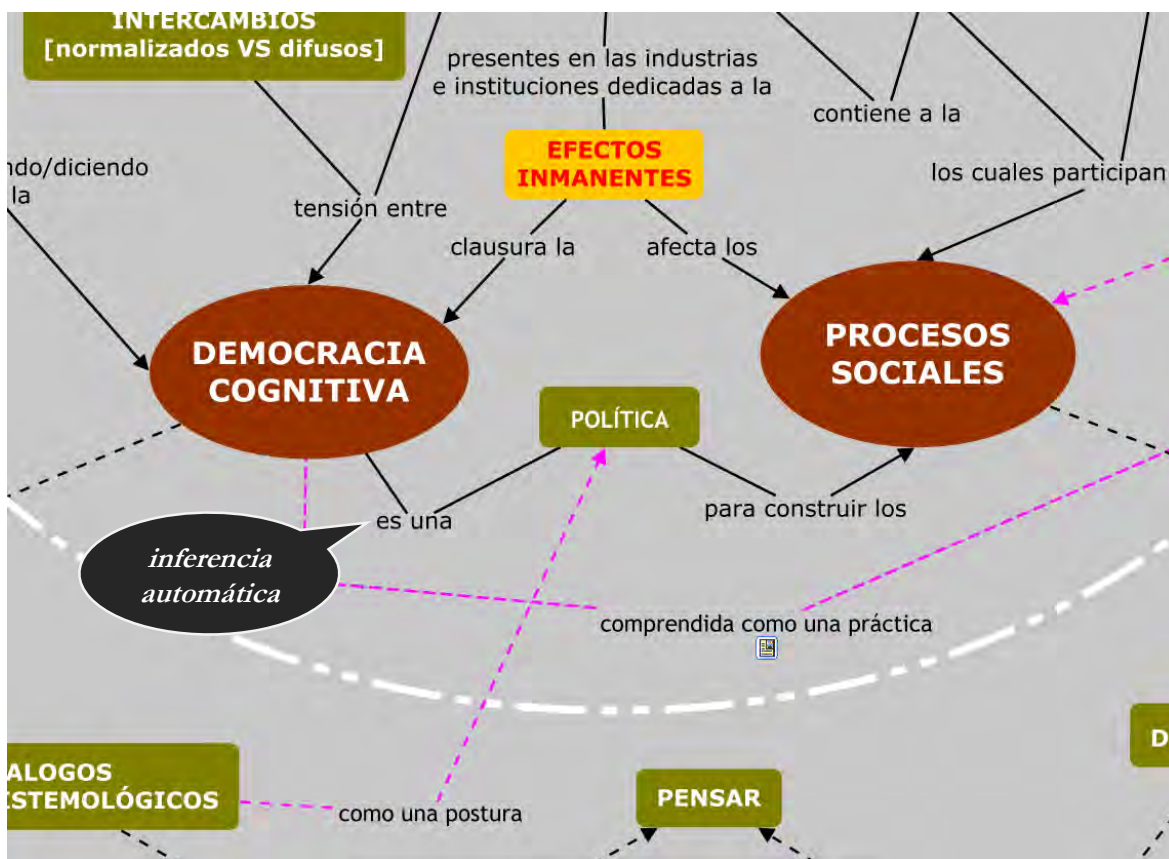 INTERCAMBIOS
[normalizados VS difusos]
presentes en las industrias
e instituciones dedicadas a la
contiene a la
EFECTOS
INMANENTES
ndo/diciendo
la
los cuales participan
tensión entre
clausura la
afecta los
DEMOCRACIA
COGNITIVA
PROCESOS
SOCIALES
POLÍTICA
es una
para construir los
inferencia
automática
comprendida como una práctica
ALOGOS
ISTEMOLÓGICOS
como una postura
PENSAR
D